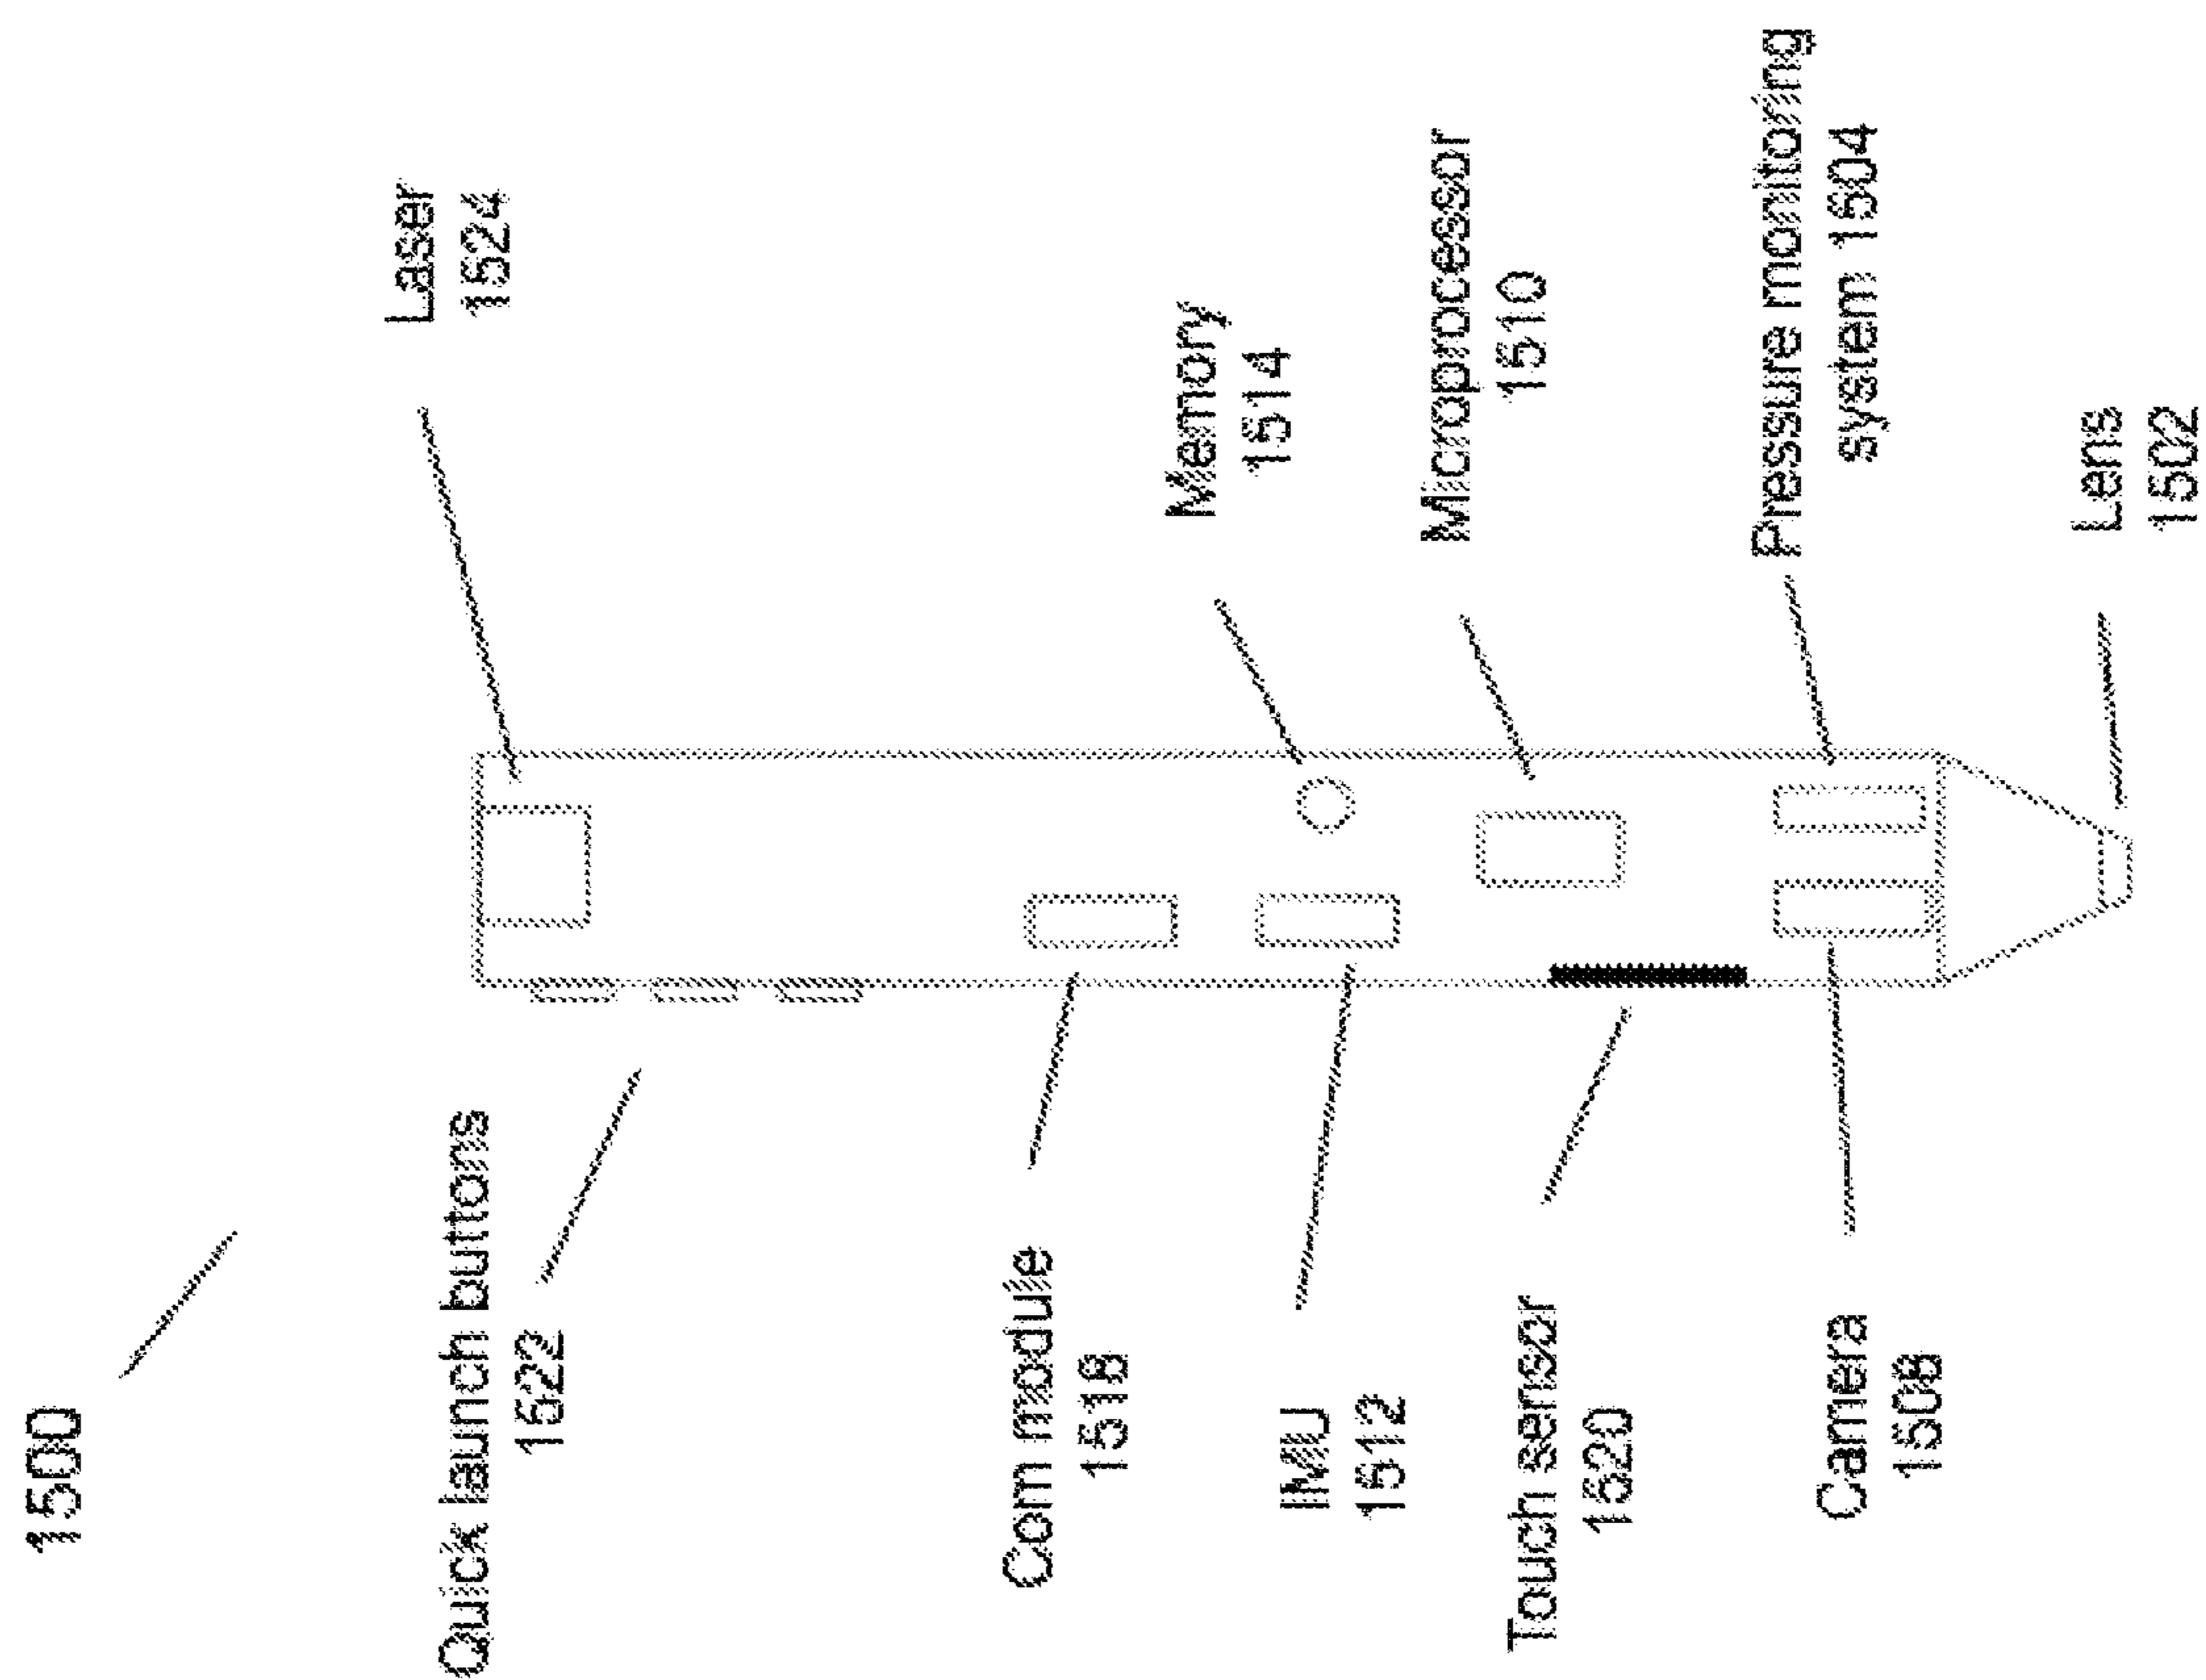 1500
Quick launch buttons
1522
Laser
1524
Com module
1518
Memory
1514
IMU
1512
Microprocessor
1510
Touch sensor
1520
Pressure monitoring
system 1504
Camera
1508
Lens
1502